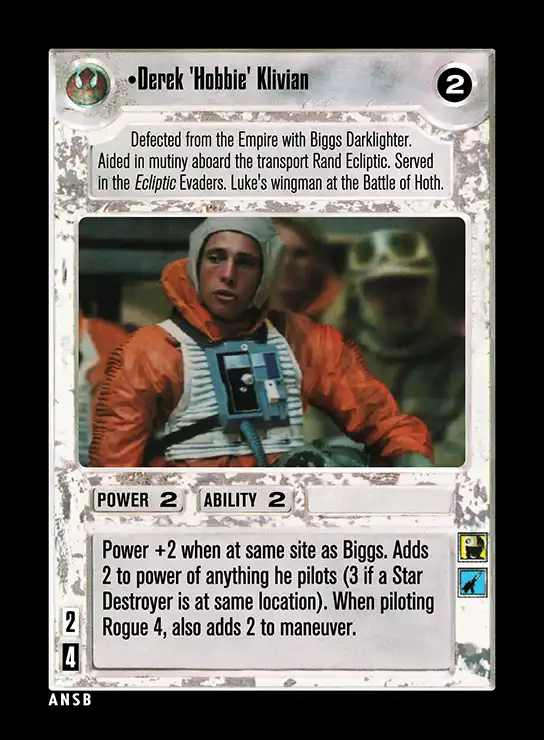 •Derek 'Hobbie' Klivian
2
Defected from the Empire with Biggs Darklighter.
Aided in mutiny aboard the transport Rand Ecliptic. Served
in the Ecliptic Evaders. Luke's wingman at the Battle of Hoth.
POWER 2 ABILITY 2
Power +2 when at same site as Biggs. Adds
2 to power of anything he pilots (3 if a Star
Destroyer is at same location). When piloting
Rogue 4, also adds 2 to maneuver.
2
4
ANSB